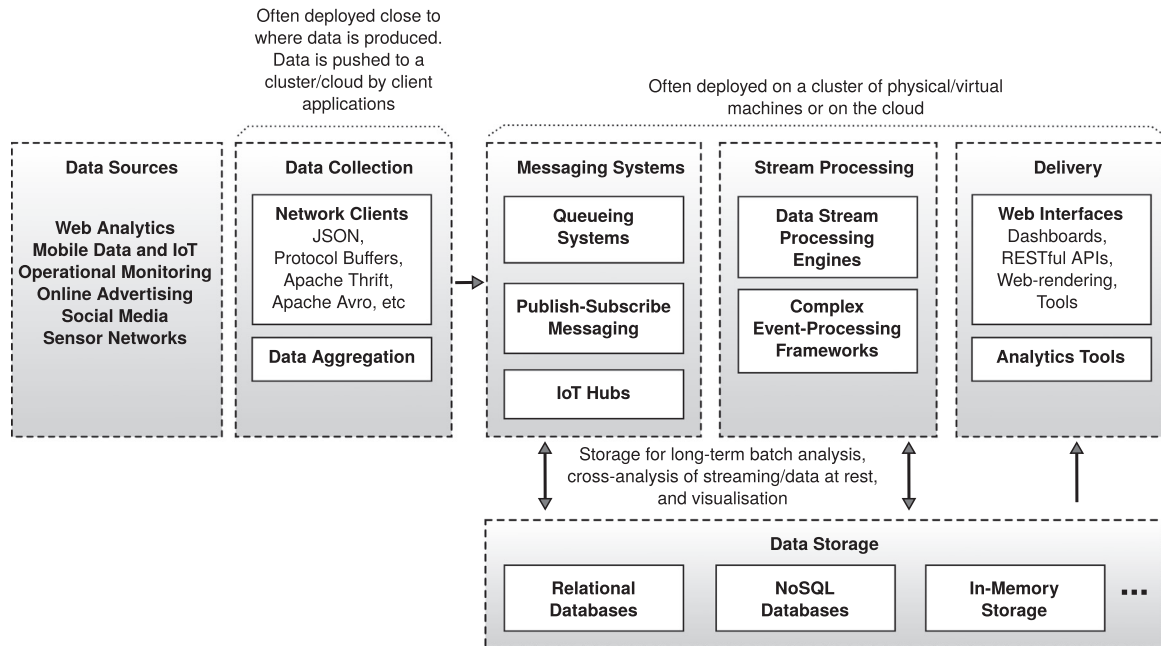 Often deployed close to
where data is produced.
Data is pushed to a
cluster/cloud by client
applications
Often deployed on a cluster of physical/virtual
machines or on the cloud
Data Sources
Web Analytics
Mobile Data and IoT
Operational Monitoring
Online Advertising
Social Media
Sensor Networks
Data Collection
Network Clients
JSON,
Protocol Buffers,
Apache Thrift,
Apache Avro, etc
Data Aggregation
Messaging Systems
Queueing
Systems
Publish-Subscribe
Messaging
IoT Hubs
Stream Processing
Data Stream
Processing
Engines
Complex
Event-Processing
Frameworks
Delivery
Web Interfaces
Dashboards,
RESTful APIs,
Web-rendering,
Tools
Analytics Tools
Storage for long-term batch analysis,
cross-analysis of streaming/data at rest,
and visualisation
Data Storage
Relational
Databases
NoSQL
Databases
In-Memory
Storage
...